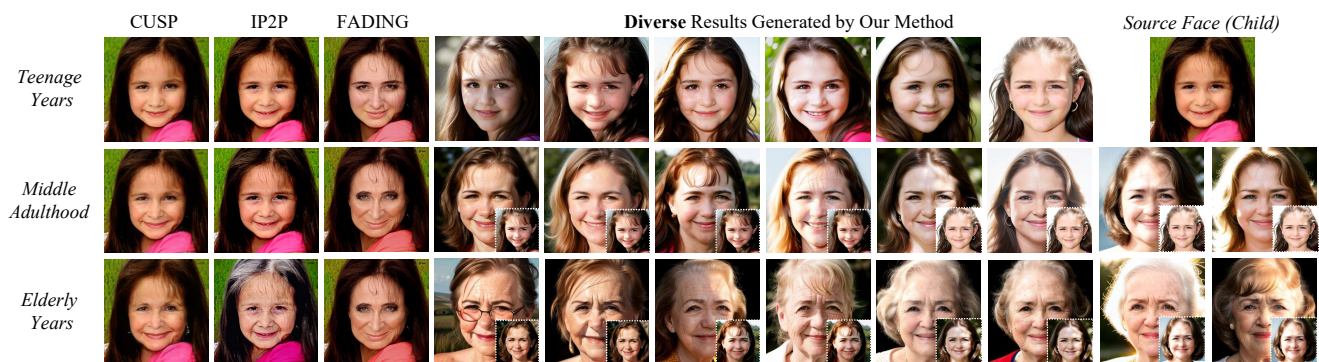 CUSP IP2P FADING Diverse Results Generated by Our Method Source Face (Child)
Teenage
Years
Middle
Adulthood
Elderly
Years